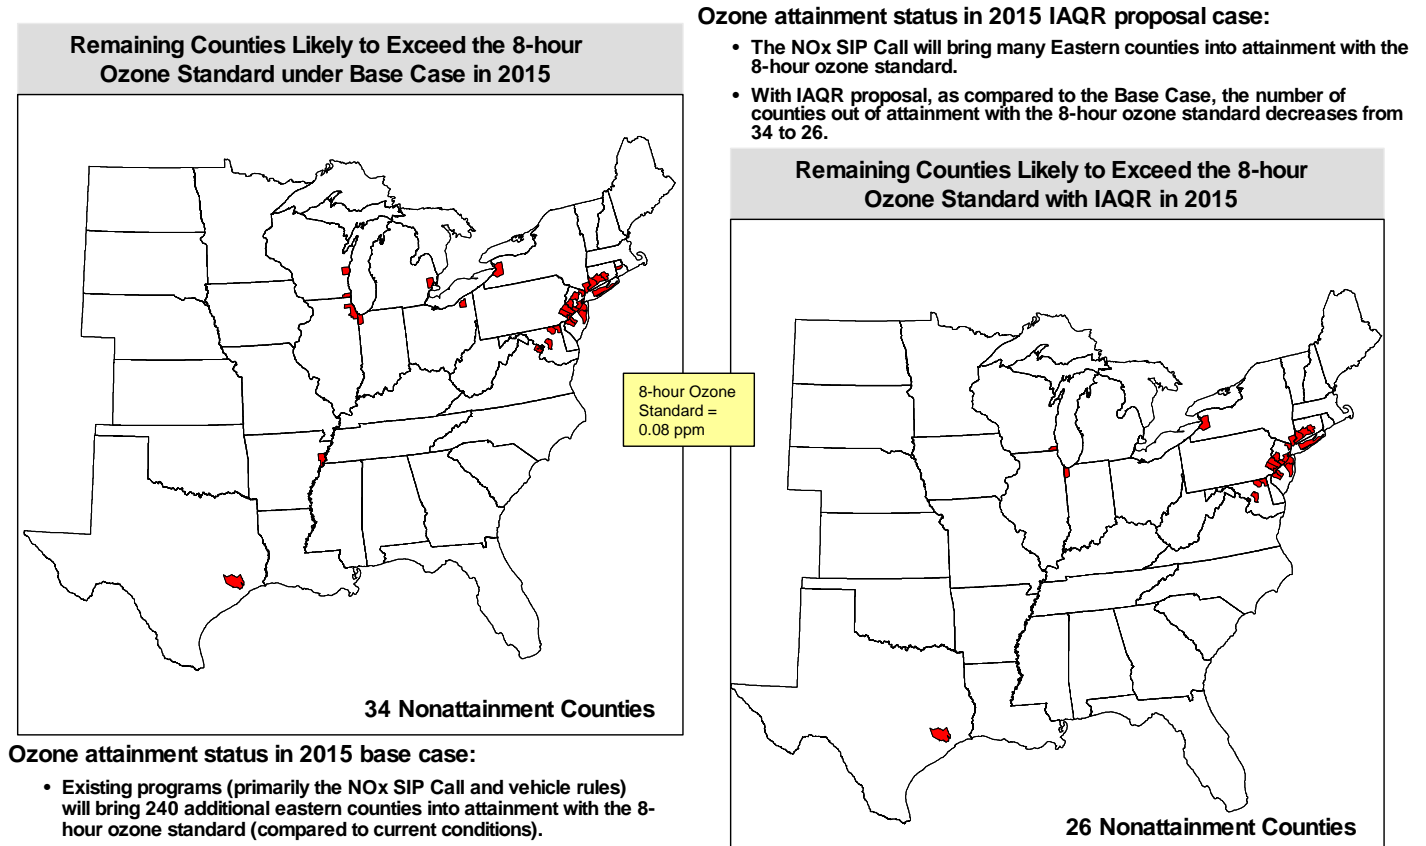 Remaining Counties Likely to Exceed the 8-hour
Ozone Standard under Base Case in 2015
34 Nonattainment Counties
Ozone attainment status in 2015 base case:
• Existing programs (primarily the NOx SIP Call and vehicle rules)
will bring 240 additional eastern counties into attainment with the 8-
hour ozone standard (compared to current conditions).
8-hour Ozone
Standard =
0.08 ppm
Ozone attainment status in 2015 IAQR proposal case:
• The NOx SIP Call will bring many Eastern counties into attainment with the
8-hour ozone standard.
• With IAQR proposal, as compared to the Base Case, the number of
counties out of attainment with the 8-hour ozone standard decreases from
34 to 26.
Remaining Counties Likely to Exceed the 8-hour
Ozone Standard with IAQR in 2015
26 Nonattainment Counties